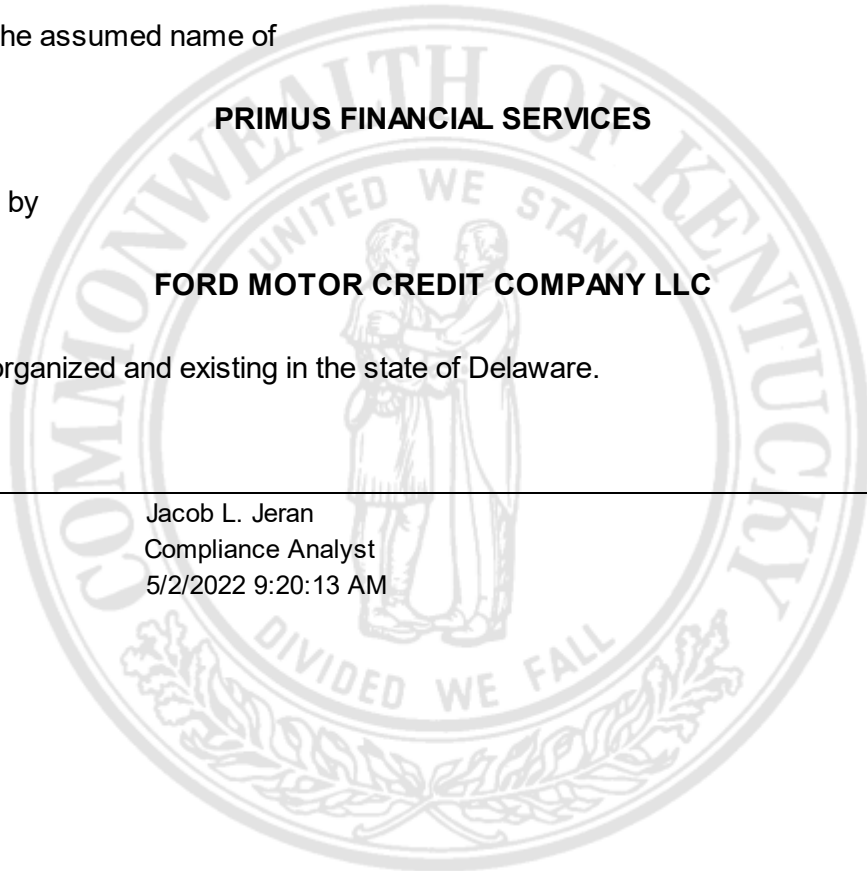 he assumed name of
PRIMUS FINANCIAL SERVICES
by
FORD MOTOR CREDIT COMPANY LLC
organized and existing in the state of Delaware.
Jacob L. Jeran
Compliance Analyst
5/2/2022 9:20:13 AM
COMMONWEALTH OF KENTUCKY
UNITED WE STAND
DIVIDED WE FALL